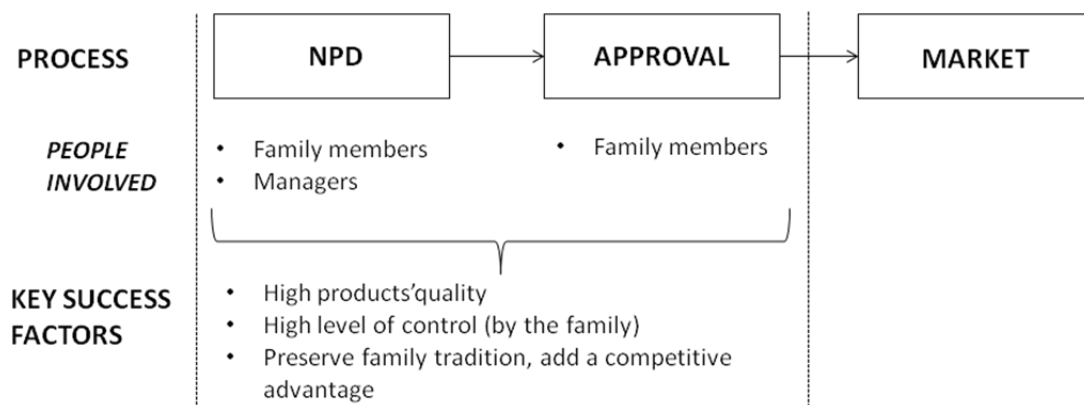 PROCESS
NPD
APPROVAL
MARKET
PEOPLE
INVOLVED
• Family members
• Managers
• Family members
KEY SUCCESS
FACTORS
• High products'quality
• High level of control (by the family)
• Preserve family tradition, add a competitive
advantage